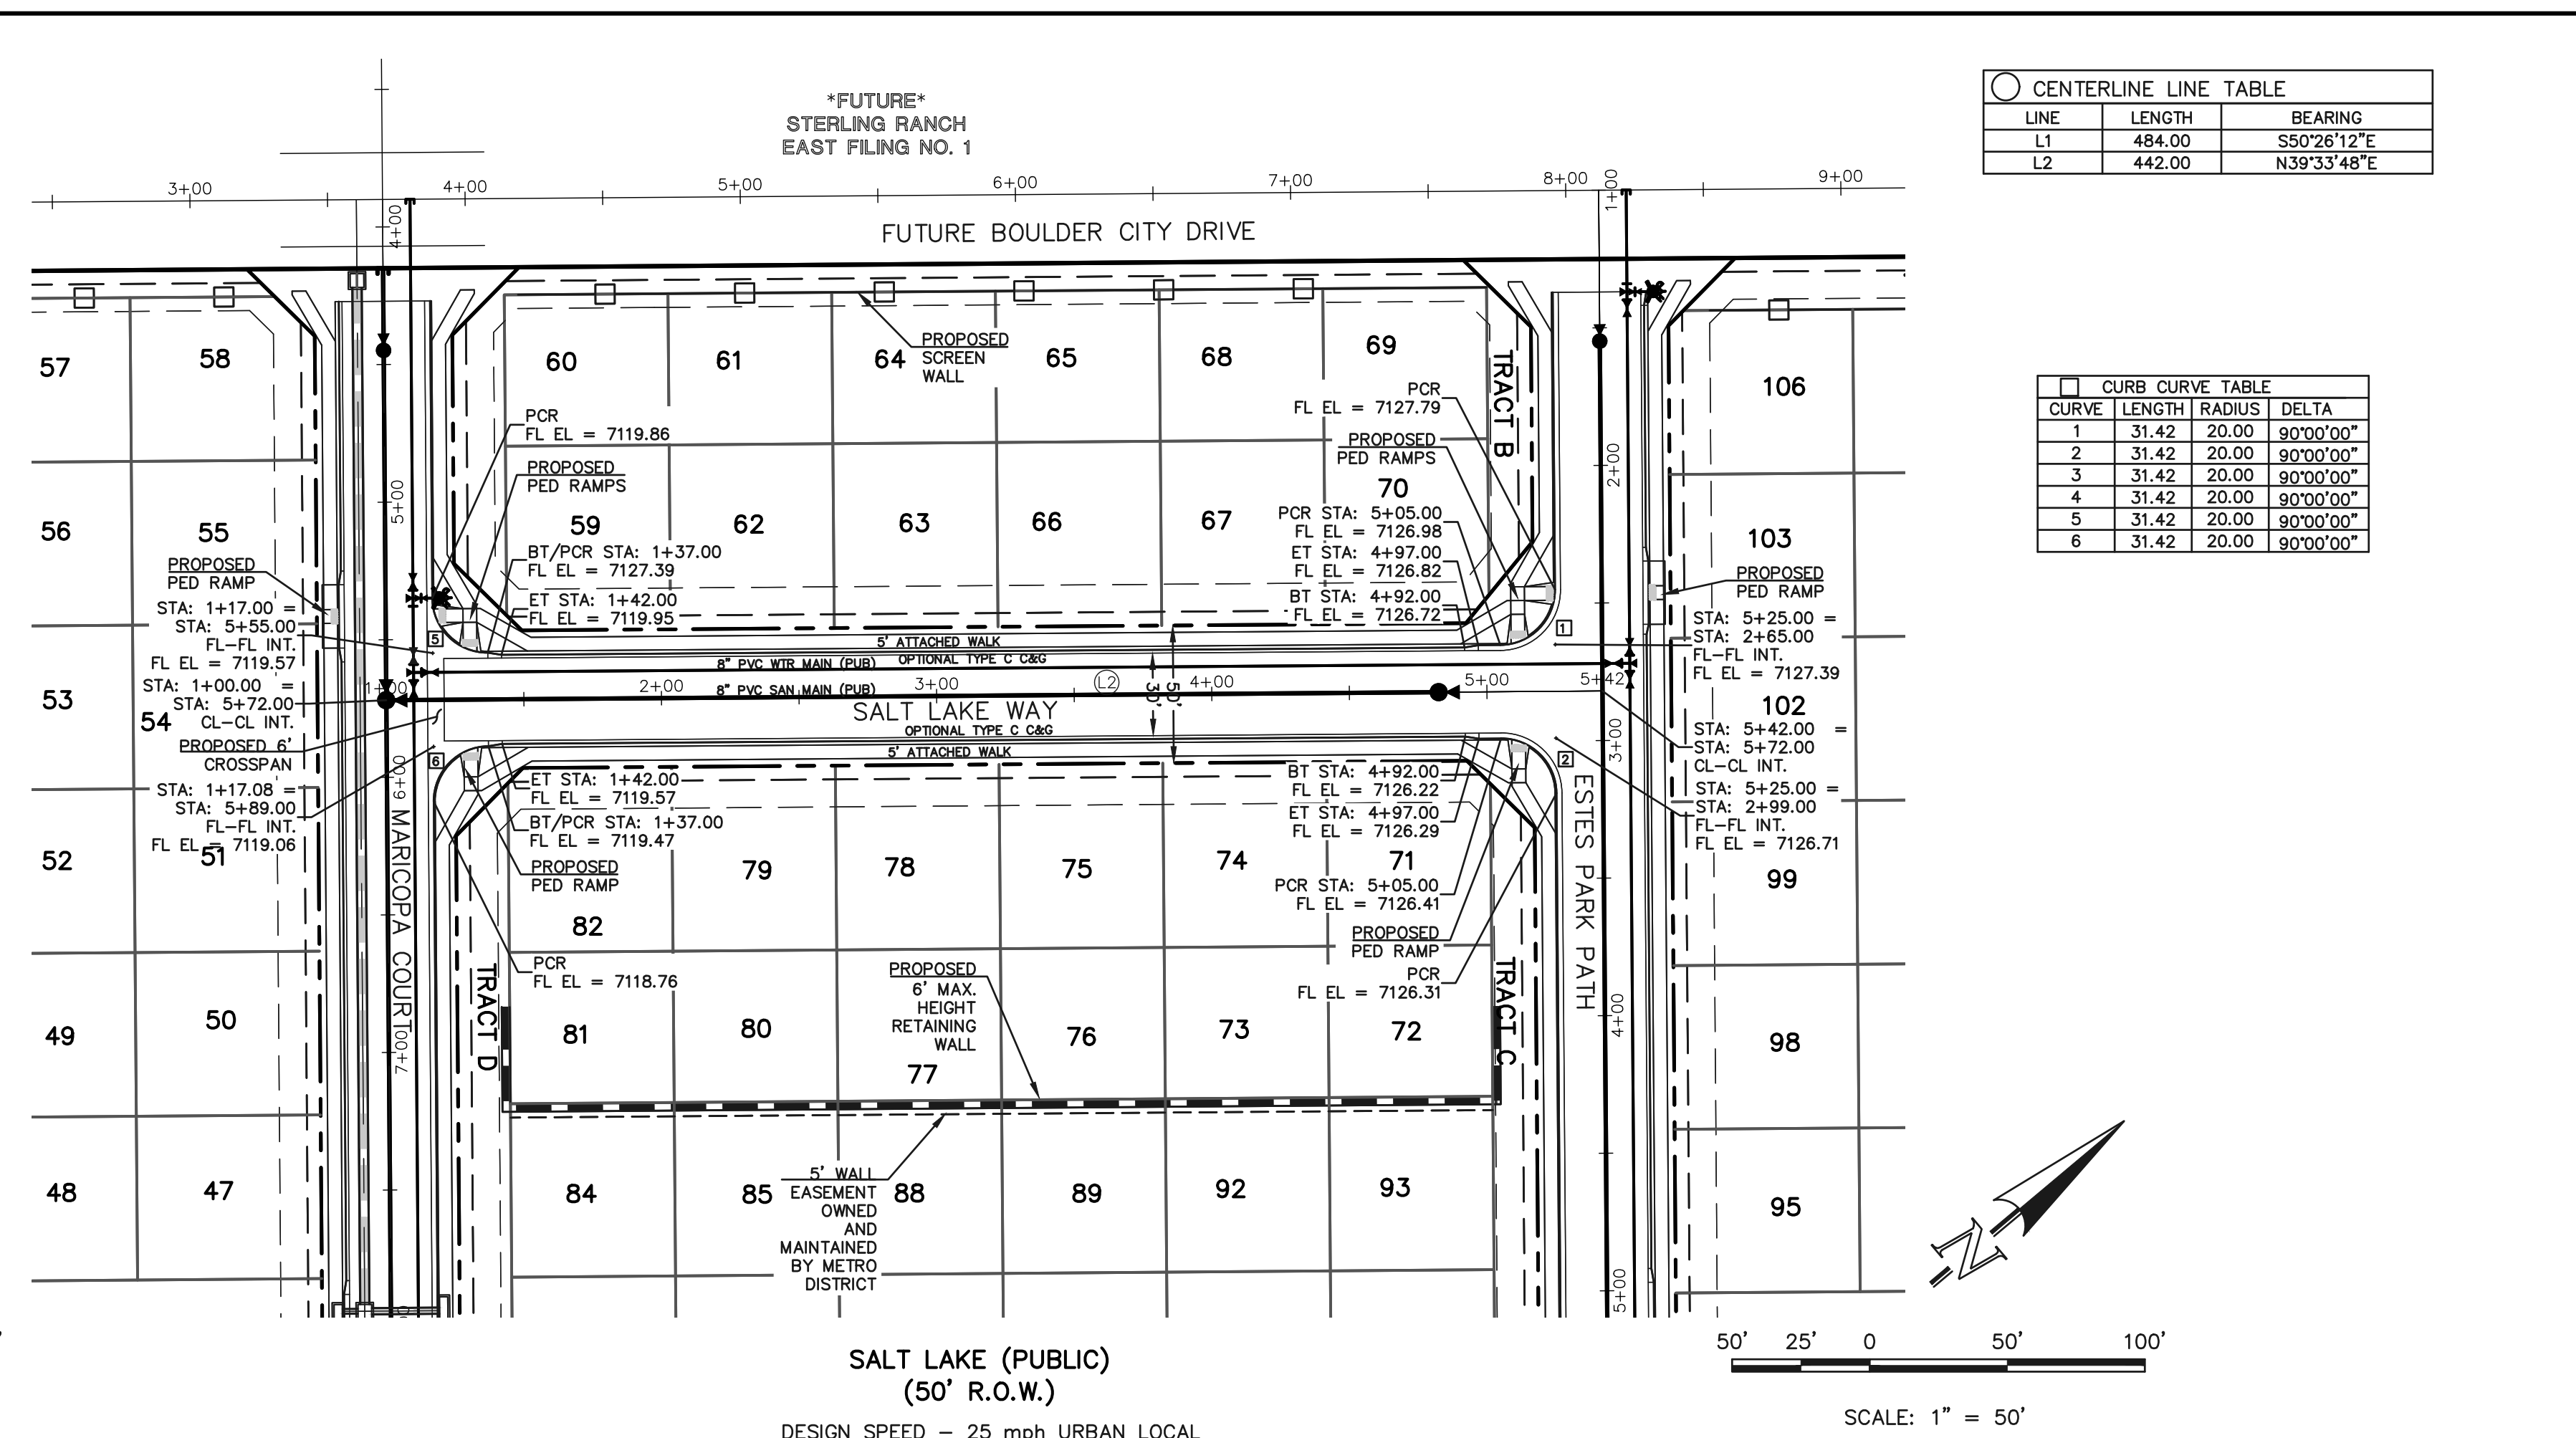 *FUTURE*
STERLING RANCH
EAST FILING NO. 1
○ CENTERLINE LINE TABLE
LINE LENGTH BEARING
L1 484.00 S50°26'12"E
L2 442.00 N39°33'48"E
3+00 4+00 5+00 6+00 7+00 8+00 9+00
4+00
1+00
FUTURE BOULDER CITY DRIVE
□ CURB CURVE TABLE
CURVE LENGTH RADIUS DELTA
1 31.42 20.00 90°00'00"
2 31.42 20.00 90°00'00"
3 31.42 20.00 90°00'00"
4 31.42 20.00 90°00'00"
5 31.42 20.00 90°00'00"
6 31.42 20.00 90°00'00"
57 58 60 61 64 65 68 69 106
PROPOSED
SCREEN
WALL
TRACT B
PCR
FL EL = 7119.86
PCR
FL EL = 7127.79
PROPOSED
PED RAMPS
PROPOSED
PED RAMPS
5+00
2+00
56 55 59 62 63 66 67 70 103
PCR STA: 5+05.00
FL EL = 7126.98
ET STA: 4+97.00
FL EL = 7126.82
BT STA: 4+92.00
FL EL = 7126.72
BT/PCR STA: 1+37.00
FL EL = 7127.39
ET STA: 1+42.00
FL EL = 7119.95
PROPOSED
PED RAMP
STA: 1+17.00 =
STA: 5+55.00
FL-FL INT.
FL EL = 7119.57
STA: 1+00.00 =
STA: 5+72.00
CL-CL INT.
PROPOSED 6'
CROSSPAN
STA: 1+17.08 =
STA: 5+89.00
FL-FL INT.
FL EL = 7119.06
PROPOSED
PED RAMP
STA: 5+25.00 =
STA: 2+65.00
FL-FL INT.
FL EL = 7127.39
102
STA: 5+42.00 =
STA: 5+72.00
CL-CL INT.
STA: 5+25.00 =
STA: 2+99.00
FL-FL INT.
FL EL = 7126.71
5
1
5' ATTACHED WALK
OPTIONAL TYPE C C&G
8" PVC WTR MAIN (PUB)
8" PVC SAN MAIN (PUB)
1+00 2+00 3+00 L2 4+00 5+00 5+42
30'
50'
SALT LAKE WAY
OPTIONAL TYPE C C&G
5' ATTACHED WALK
6
2
53 54
6+00
3+00
MARICOPA COURT
ESTES PARK PATH
ET STA: 1+42.00
FL EL = 7119.57
BT/PCR STA: 1+37.00
FL EL = 7119.47
PROPOSED
PED RAMP
BT STA: 4+92.00
FL EL = 7126.22
ET STA: 4+97.00
FL EL = 7126.29
52 51 82 79 78 75 74 71 99
PCR STA: 5+05.00
FL EL = 7126.41
PROPOSED
PED RAMP
PCR
FL EL = 7126.31
PCR
FL EL = 7118.76
TRACT D
TRACT C
PROPOSED
6' MAX.
HEIGHT
RETAINING
WALL
7+00
4+00
49 50 81 80 77 76 73 72 98
48 47 84 85 88 89 92 93 95
5' WALL
EASEMENT
OWNED
AND
MAINTAINED
BY METRO
DISTRICT
5+00
N
SALT LAKE (PUBLIC)
(50' R.O.W.)
DESIGN SPEED – 25 mph URBAN LOCAL
50' 25' 0 50' 100'
SCALE: 1" = 50'